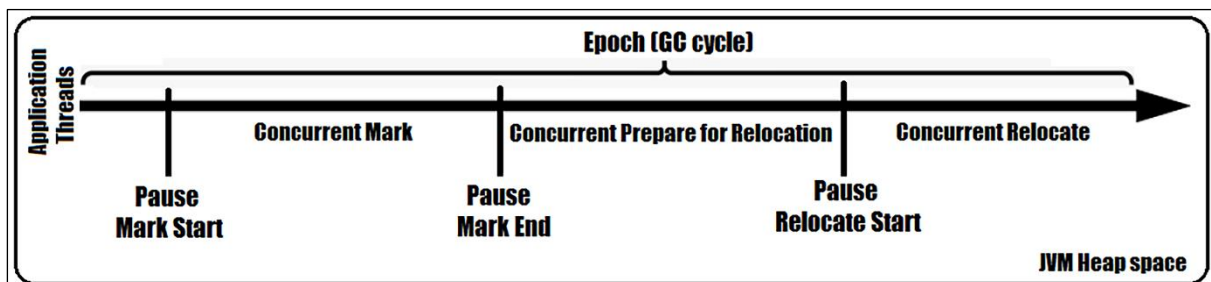 Epoch (GC cycle)
Application
Threads
Concurrent Mark
Concurrent Prepare for Relocation
Concurrent Relocate
Pause
Mark Start
Pause
Mark End
Pause
Relocate Start
JVM Heap space